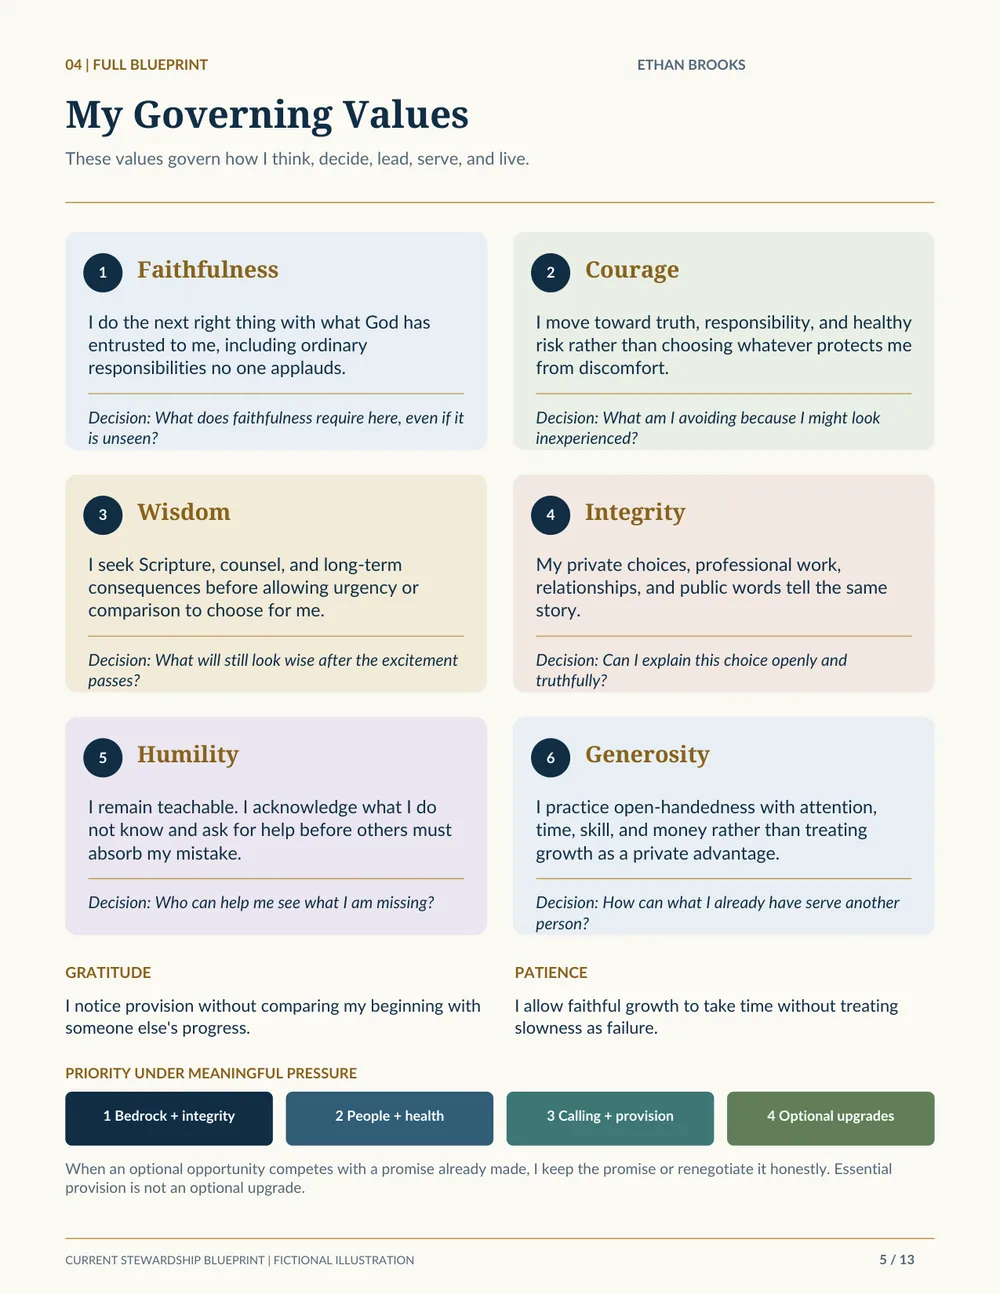 04 | FULL BLUEPRINT
ETHAN BROOKS
My Governing Values
These values govern how I think, decide, lead, serve, and live.
1
Faithfulness
I do the next right thing with what God has
entrusted to me, including ordinary
responsibilities no one applauds.
Decision: What does faithfulness require here, even if it
is unseen?
2
Courage
I move toward truth, responsibility, and healthy
risk rather than choosing whatever protects me
from discomfort.
Decision: What am I avoiding because I might look
inexperienced?
3
Wisdom
I seek Scripture, counsel, and long-term
consequences before allowing urgency or
comparison to choose for me.
Decision: What will still look wise after the excitement
passes?
4
Integrity
My private choices, professional work,
relationships, and public words tell the same
story.
Decision: Can I explain this choice openly and
truthfully?
5
Humility
I remain teachable. I acknowledge what I do
not know and ask for help before others must
absorb my mistake.
Decision: Who can help me see what I am missing?
6
Generosity
I practice open-handedness with attention,
time, skill, and money rather than treating
growth as a private advantage.
Decision: How can what I already have serve another
person?
GRATITUDE
I notice provision without comparing my beginning with
someone else's progress.
PATIENCE
I allow faithful growth to take time without treating
slowness as failure.
PRIORITY UNDER MEANINGFUL PRESSURE
1 Bedrock + integrity
2 People + health
3 Calling + provision
4 Optional upgrades
When an optional opportunity competes with a promise already made, I keep the promise or renegotiate it honestly. Essential
provision is not an optional upgrade.
CURRENT STEWARDSHIP BLUEPRINT | FICTIONAL ILLUSTRATION
5 / 13